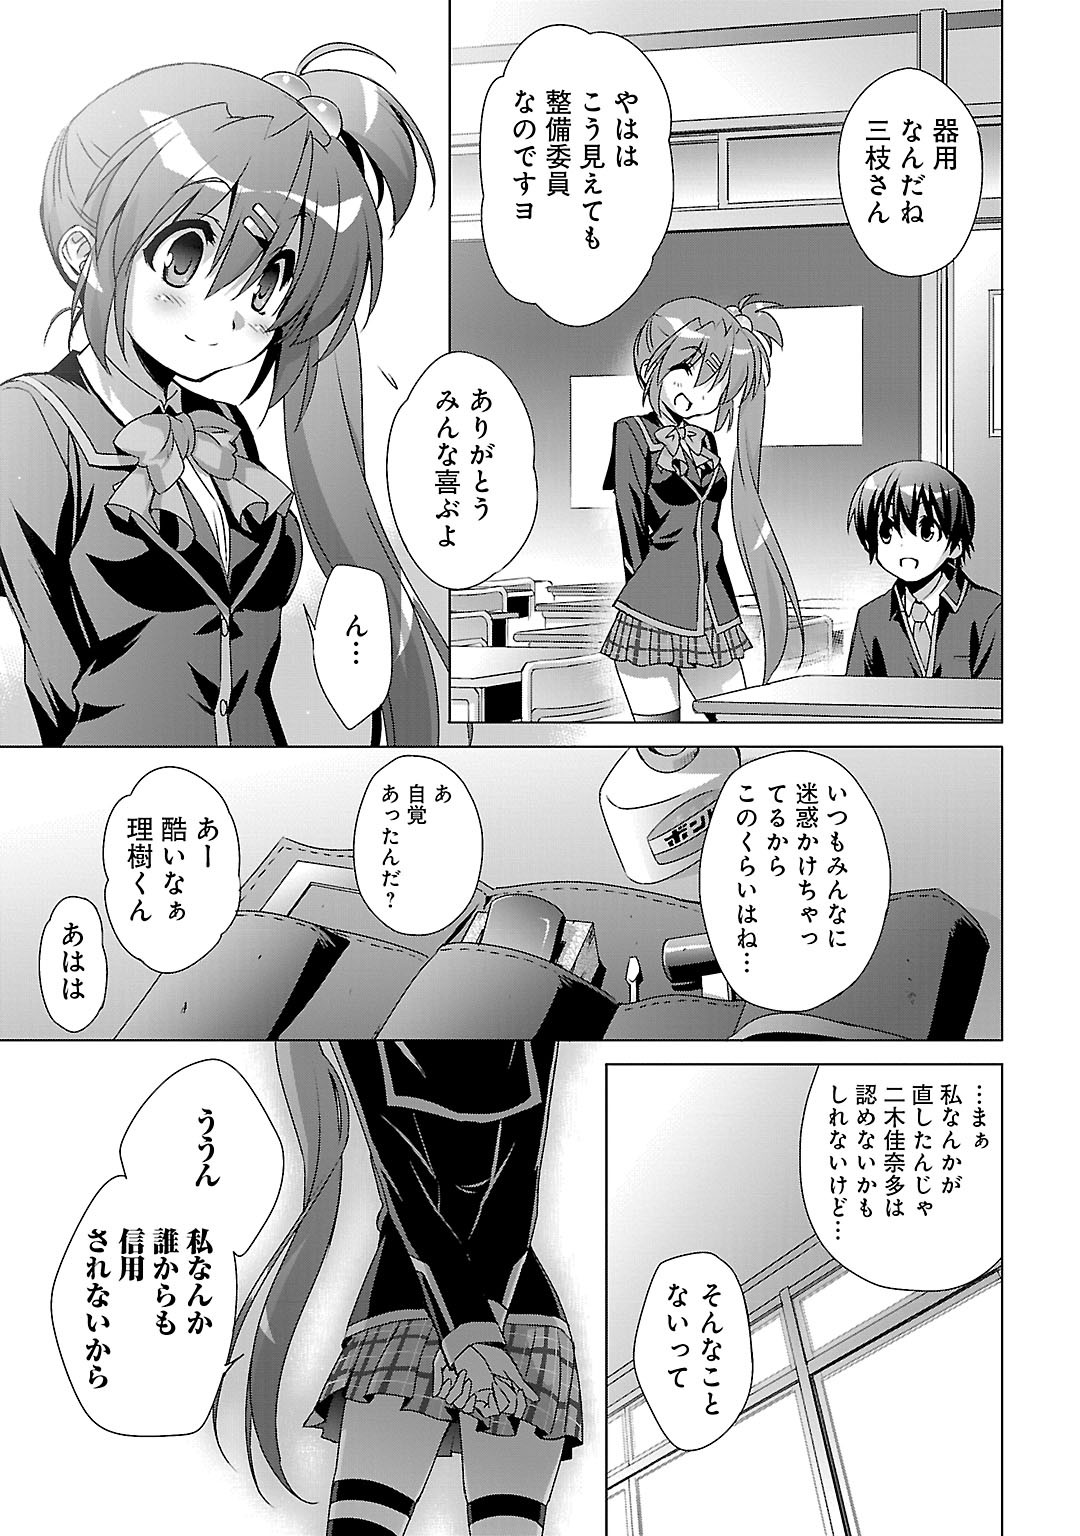 器用
なんだね
三枝さん
やはは
こう見えても
整備委員
なのですヨ
ありがとう
みんな喜ぶよ
ん…
いつもみんなに
迷惑かけちゃっ
てるから
このくらいはね…
ボンド
あ
自覚
あったんだ？
あー
酷いなぁ
理樹くん
あはは
…まぁ
私なんかが
直したんじゃ
二木佳奈多は
認めないかも
しれないけど…
そんなこと
ないって
ううん
私なんか
誰からも
信用
されないから